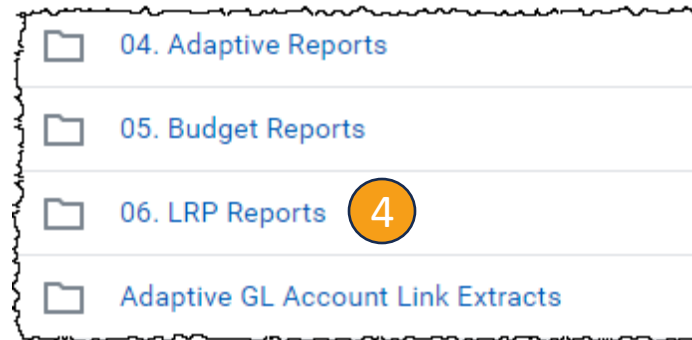 04. Adaptive Reports
05. Budget Reports
06. LRP Reports 4
Adaptive GL Account Link Extracts